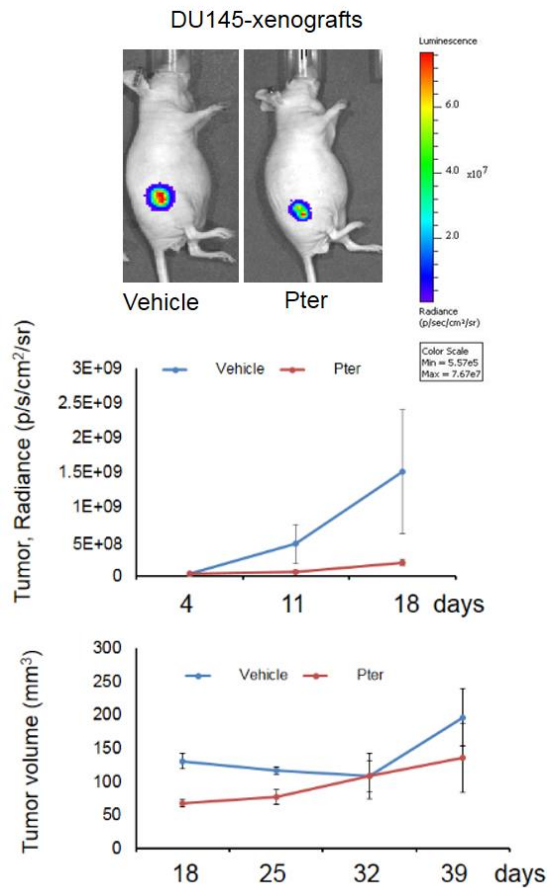 DU145-xenografts
Luminescence
6.0
4.0
x10⁷
2.0
Vehicle
Pter
Radiance
(p/sec/cm²/sr)
Color Scale
Min = 5.57e5
Max = 7.67e7
Tumor, Radiance (p/s/cm²/sr)
3E+09
2.5E+09
2E+09
1.5E+09
1E+09
5E+08
0
Vehicle
Pter
4
11
18
days
Tumor volume (mm³)
300
250
200
150
100
50
0
Vehicle
Pter
18
25
32
39
days